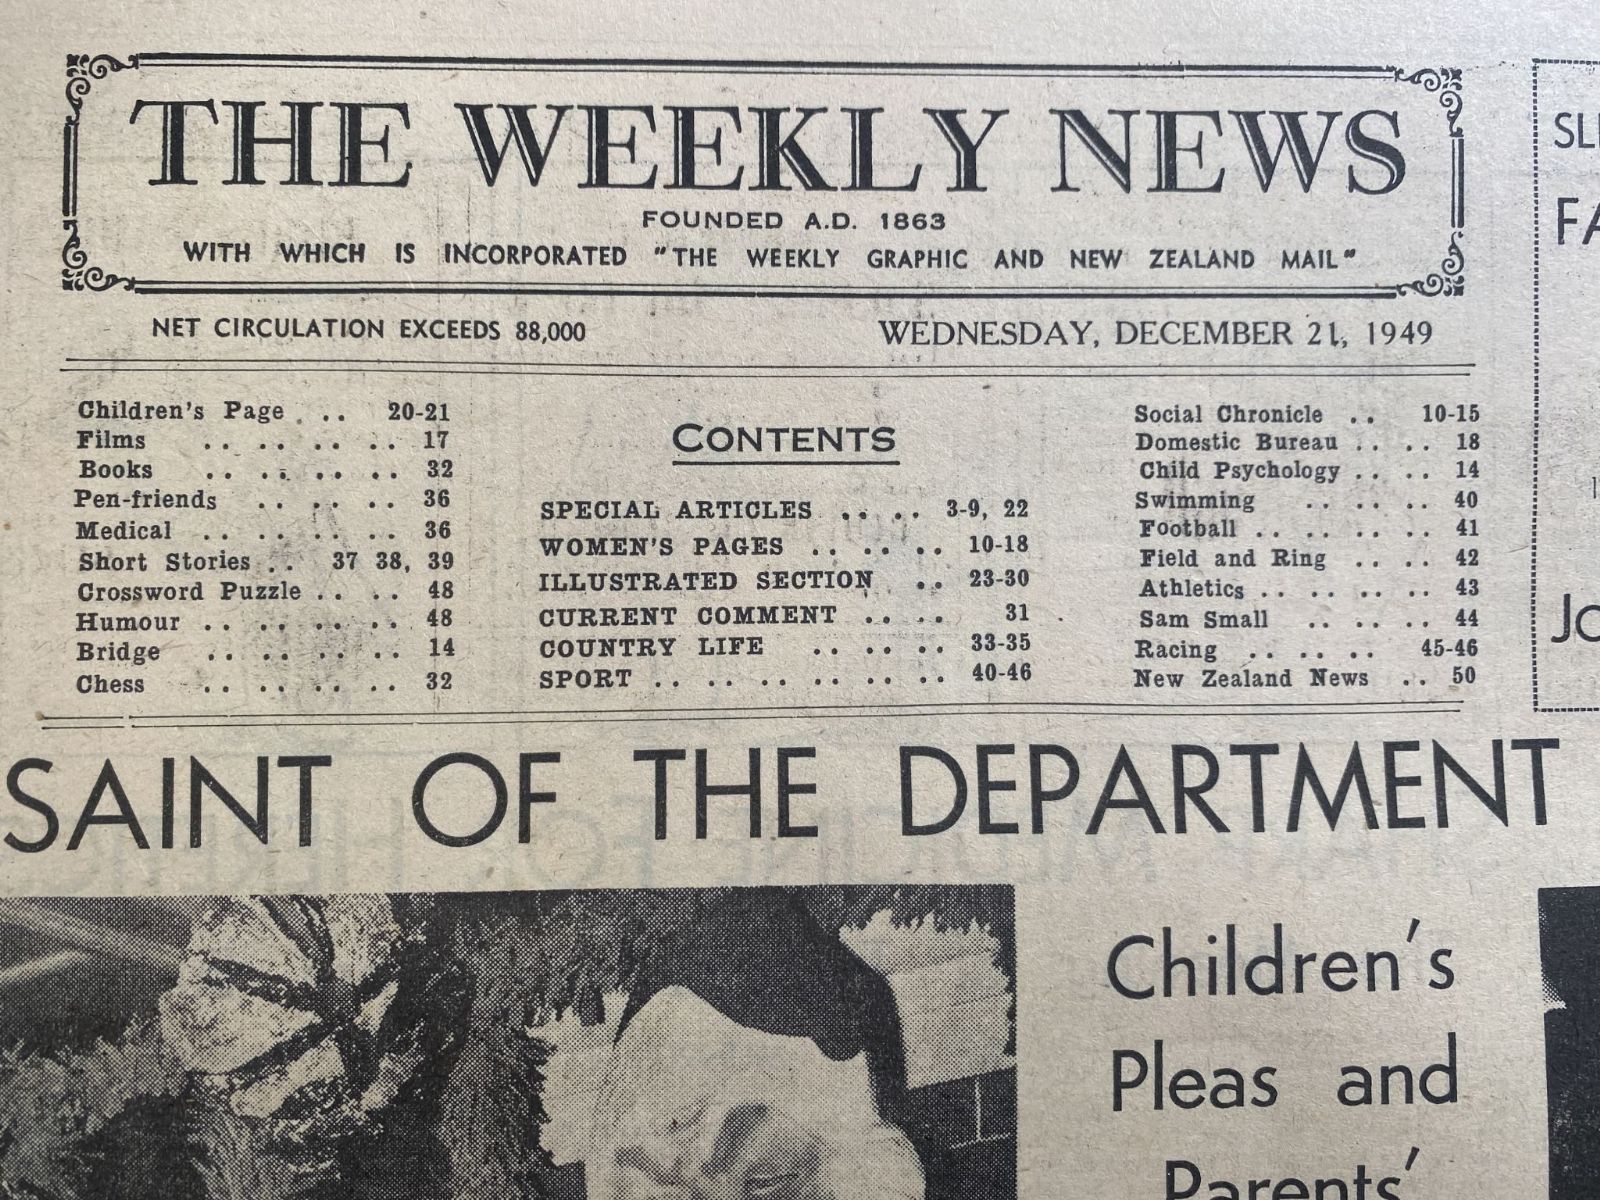 THE WEEKLY NEWS
FOUNDED A.D. 1863
WITH WHICH IS INCORPORATED "THE WEEKLY GRAPHIC AND NEW ZEALAND MAIL"
NET CIRCULATION EXCEEDS 88,000
WEDNESDAY, DECEMBER 21, 1949
Children's Page . .. 20-21
Films .. .. .. .. 17
Books .. .. .. .. 32
Pen-friends .. .. .. 36
Medical .. .. .. .. 36
Short Stories .. 37 38, 39
Crossword Puzzle .. .. 48
Humour .. .. .. .. 48
Bridge .. .. .. .. 14
Chess .. .. .. .. 32
CONTENTS
SPECIAL ARTICLES .. .. 3-9, 22
WOMEN'S PAGES .. .. .. 10-18
ILLUSTRATED SECTION .. 23-30
CURRENT COMMENT .. .. 31
COUNTRY LIFE .. .. .. 33-35
SPORT .. .. .. .. .. .. 40-46
Social Chronicle .. 10-15
Domestic Bureau .. .. 18
Child Psychology .. .. 14
Swimming .. .. .. 40
Football .. .. .. .. 41
Field and Ring .. .. 42
Athletics .. .. .. .. 43
Sam Small .. .. .. 44
Racing .. .. .. 45-46
New Zealand News .. 50
SAINT OF THE DEPARTMENT
Children's
Pleas and
Parents'